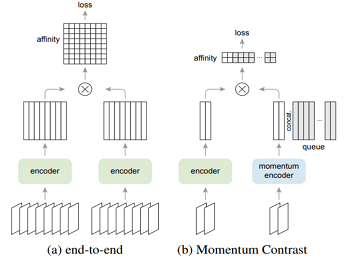 loss
affinity
encoder
encoder
(a) end-to-end
loss
affinity
...
concat.
...
queue
encoder
momentum
encoder
(b) Momentum Contrast